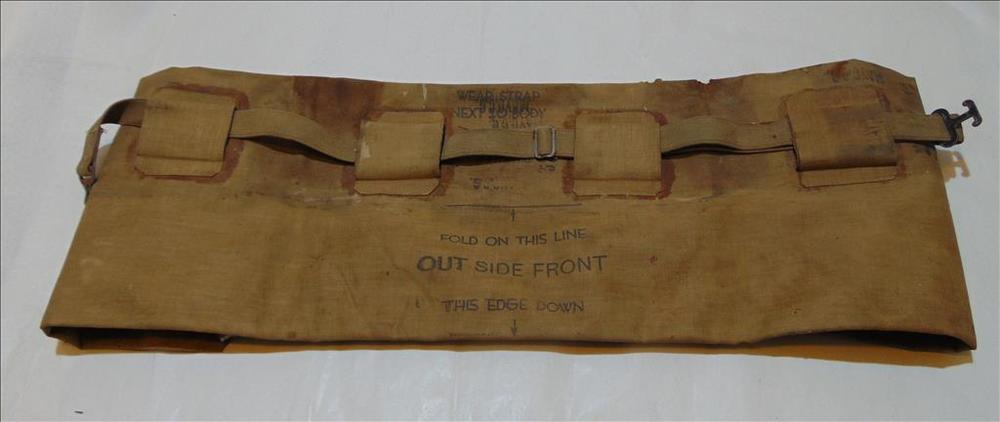 WEAR STRAP
NEXT TO BODY
FOLD ON THIS LINE
OUT SIDE FRONT
THIS EDGE DOWN